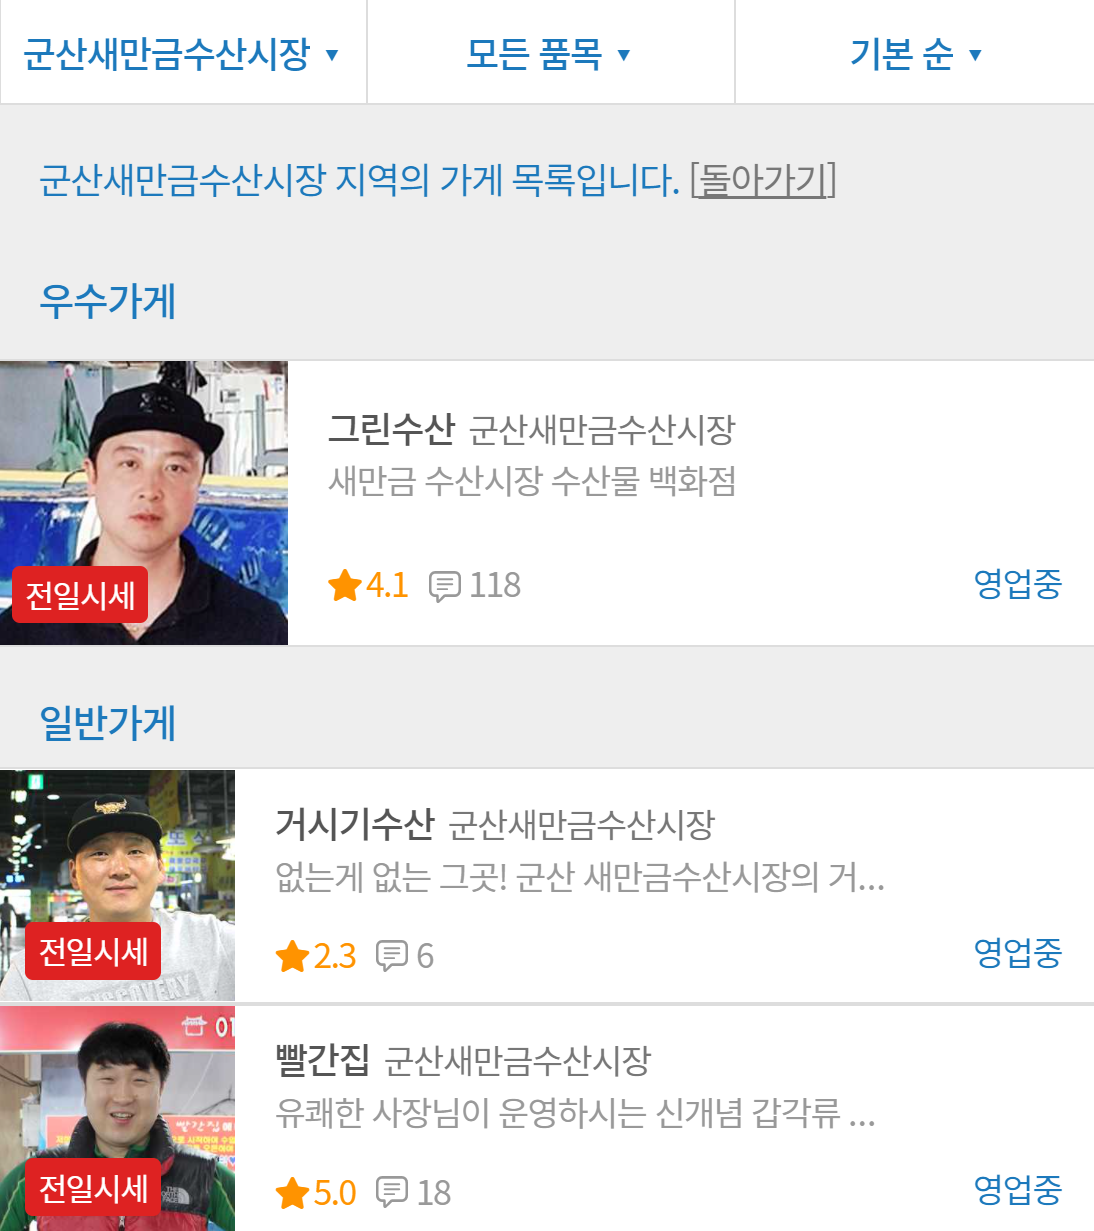 군산새만금수산시장 ▼ 모든 품목 ▼ 기본 순 ▼
군산새만금수산시장 지역의 가게 목록입니다. [돌아가기]
우수가게
그린수산 군산새만금수산시장
새만금 수산시장 수산물 백화점
전일시세
4.1 118 영업중
일반가게
거시기수산 군산새만금수산시장
없는게 없는 그곳! 군산 새만금수산시장의 거...
전일시세
2.3 6 영업중
DISCOVERY
01
빨간집 군산새만금수산시장
유쾌한 사장님이 운영하시는 신개념 갑각류 ...
전일시세
5.0 18 영업중